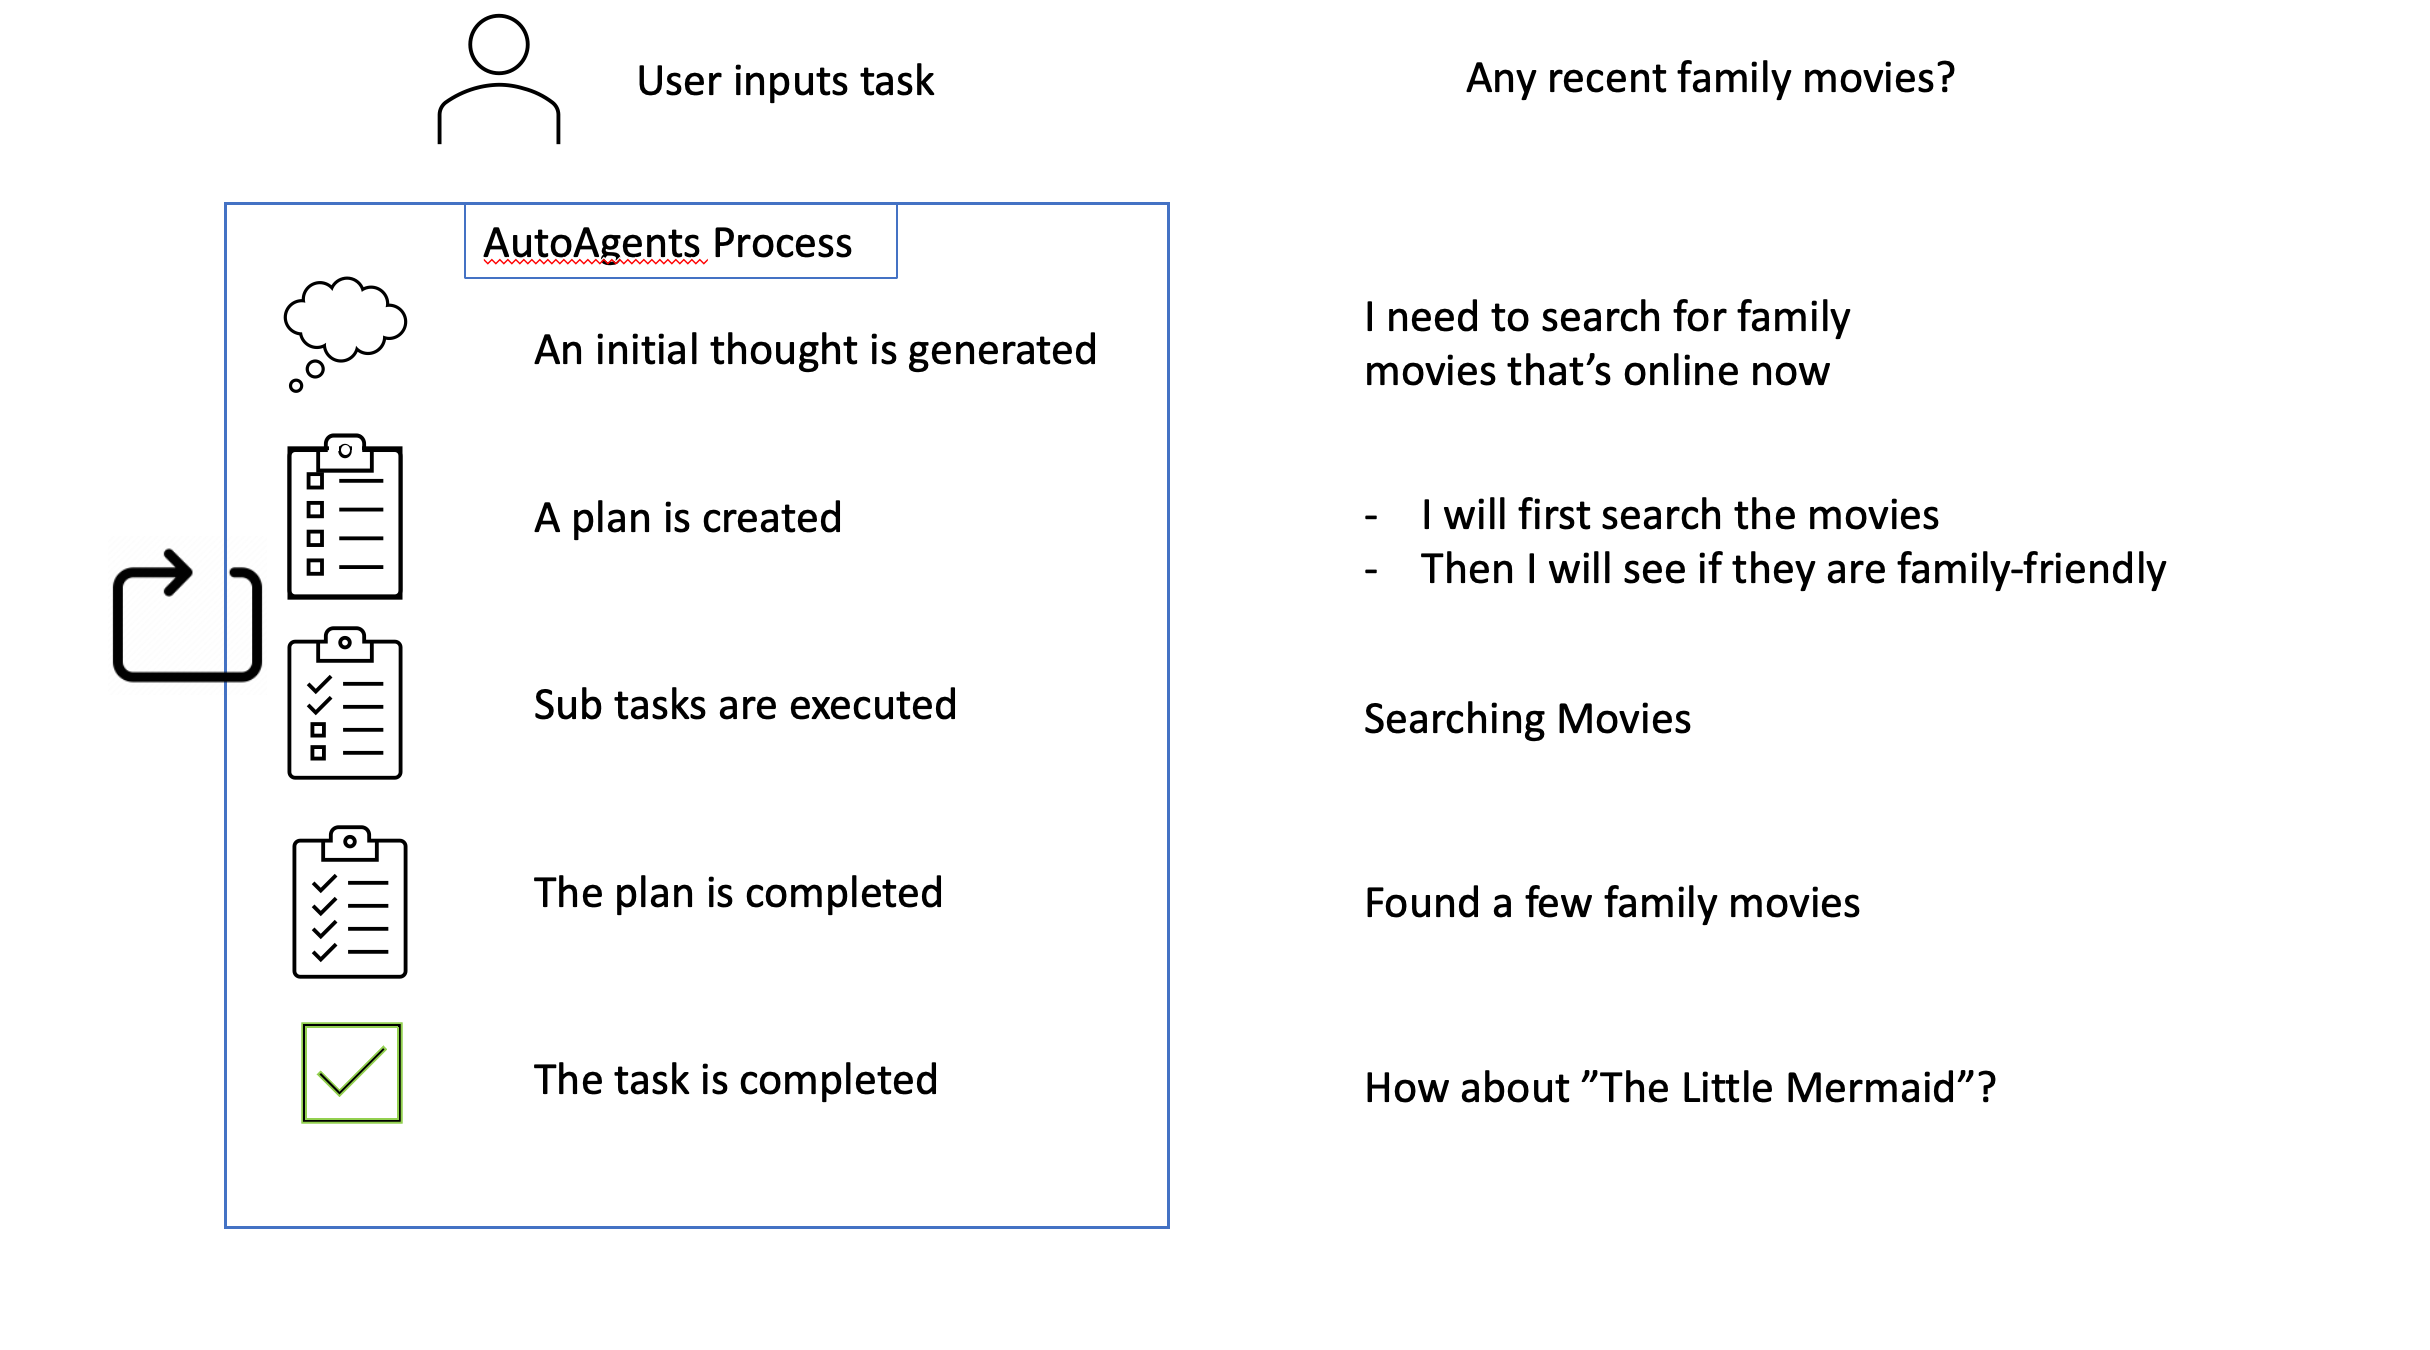 User inputs task
Any recent family movies?
AutoAgents Process
An initial thought is generated
I need to search for family
movies that’s online now
A plan is created
- I will first search the movies
- Then I will see if they are family-friendly
Sub tasks are executed
Searching Movies
The plan is completed
Found a few family movies
The task is completed
How about ”The Little Mermaid”?